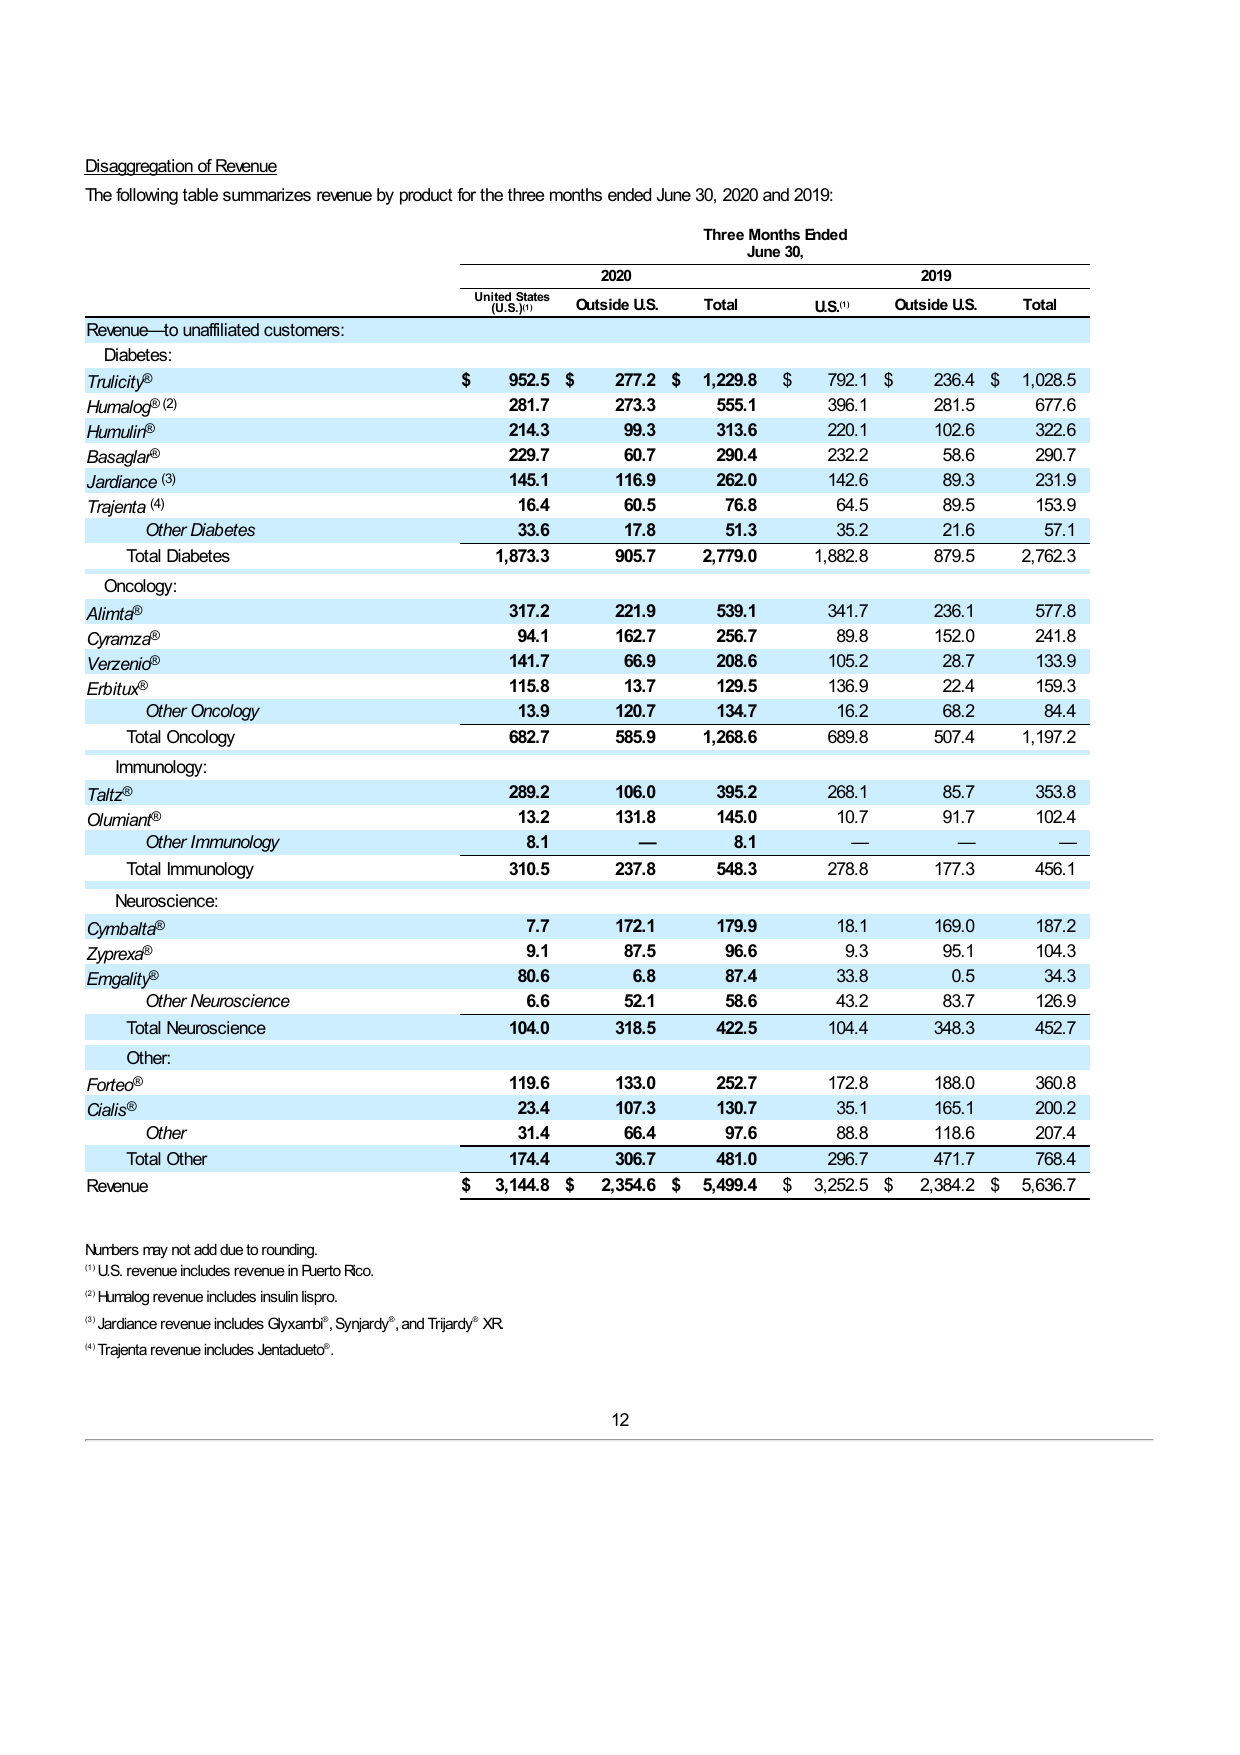 Disaggregation of Revenue
The following table summarizes revenue by product for the three months ended June 30, 2020 and 2019:
Three Months Ended
June 30,
2020 2019
United States (U.S.)(1) Outside U.S. Total U.S.(1) Outside U.S. Total
Revenue—to unaffiliated customers:
Diabetes:
Trulicity® $ 952.5 $ 277.2 $ 1,229.8 $ 792.1 $ 236.4 $ 1,028.5
Humalog® (2) 281.7 273.3 555.1 396.1 281.5 677.6
Humulin® 214.3 99.3 313.6 220.1 102.6 322.6
Basaglar® 229.7 60.7 290.4 232.2 58.6 290.7
Jardiance (3) 145.1 116.9 262.0 142.6 89.3 231.9
Trajenta (4) 16.4 60.5 76.8 64.5 89.5 153.9
Other Diabetes 33.6 17.8 51.3 35.2 21.6 57.1
Total Diabetes 1,873.3 905.7 2,779.0 1,882.8 879.5 2,762.3
Oncology:
Alimta® 317.2 221.9 539.1 341.7 236.1 577.8
Cyramza® 94.1 162.7 256.7 89.8 152.0 241.8
Verzenio® 141.7 66.9 208.6 105.2 28.7 133.9
Erbitux® 115.8 13.7 129.5 136.9 22.4 159.3
Other Oncology 13.9 120.7 134.7 16.2 68.2 84.4
Total Oncology 682.7 585.9 1,268.6 689.8 507.4 1,197.2
Immunology:
Taltz® 289.2 106.0 395.2 268.1 85.7 353.8
Olumiant® 13.2 131.8 145.0 10.7 91.7 102.4
Other Immunology 8.1 — 8.1 — — —
Total Immunology 310.5 237.8 548.3 278.8 177.3 456.1
Neuroscience:
Cymbalta® 7.7 172.1 179.9 18.1 169.0 187.2
Zyprexa® 9.1 87.5 96.6 9.3 95.1 104.3
Emgality® 80.6 6.8 87.4 33.8 0.5 34.3
Other Neuroscience 6.6 52.1 58.6 43.2 83.7 126.9
Total Neuroscience 104.0 318.5 422.5 104.4 348.3 452.7
Other:
Forteo® 119.6 133.0 252.7 172.8 188.0 360.8
Cialis® 23.4 107.3 130.7 35.1 165.1 200.2
Other 31.4 66.4 97.6 88.8 118.6 207.4
Total Other 174.4 306.7 481.0 296.7 471.7 768.4
Revenue $ 3,144.8 $ 2,354.6 $ 5,499.4 $ 3,252.5 $ 2,384.2 $ 5,636.7
Numbers may not add due to rounding.
(1) U.S. revenue includes revenue in Puerto Rico.
(2) Humalog revenue includes insulin lispro.
(3) Jardiance revenue includes Glyxambi®, Synjardy®, and Trijardy® XR.
(4) Trajenta revenue includes Jentadueto®.
12